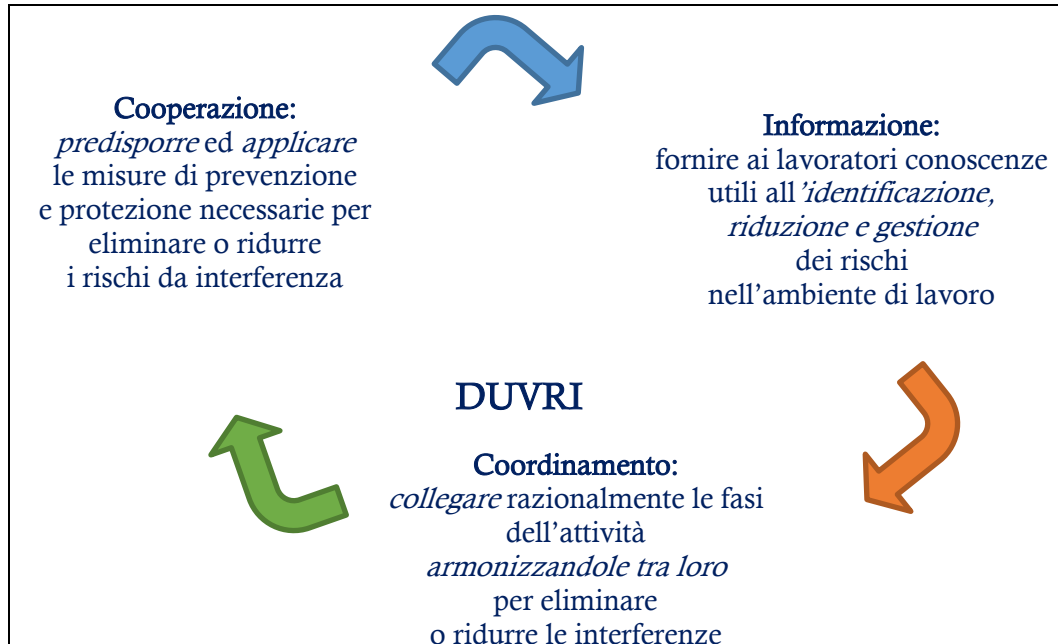 Cooperazione:
predisporre ed applicare
le misure di prevenzione
e protezione necessarie per
eliminare o ridurre
i rischi da interferenza
Informazione:
fornire ai lavoratori conoscenze
utili all’identificazione,
riduzione e gestione
dei rischi
nell’ambiente di lavoro
DUVRI
Coordinamento:
collegare razionalmente le fasi
dell’attività
armonizzandole tra loro
per eliminare
o ridurre le interferenze